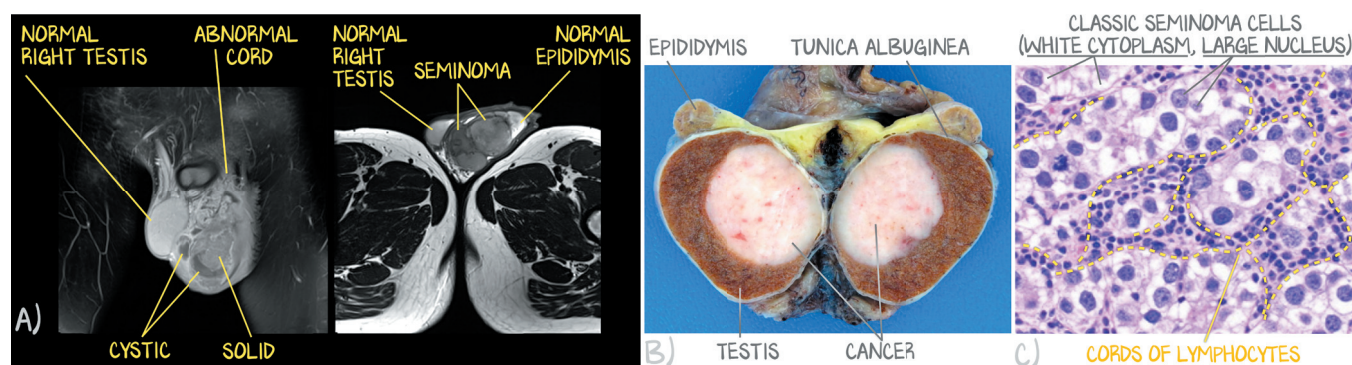 NORMAL
RIGHT TESTIS
ABNORMAL
CORD
NORMAL
RIGHT
TESTIS
SEMINOMA
NORMAL
EPIDIDYMIS
A)
CYSTIC
SOLID
EPIDIDYMIS
TUNICA ALBUGINEA
B)
TESTIS
CANCER
CLASSIC SEMINOMA CELLS
(WHITE CYTOPLASM, LARGE NUCLEUS)
C)
CORDS OF LYMPHOCYTES